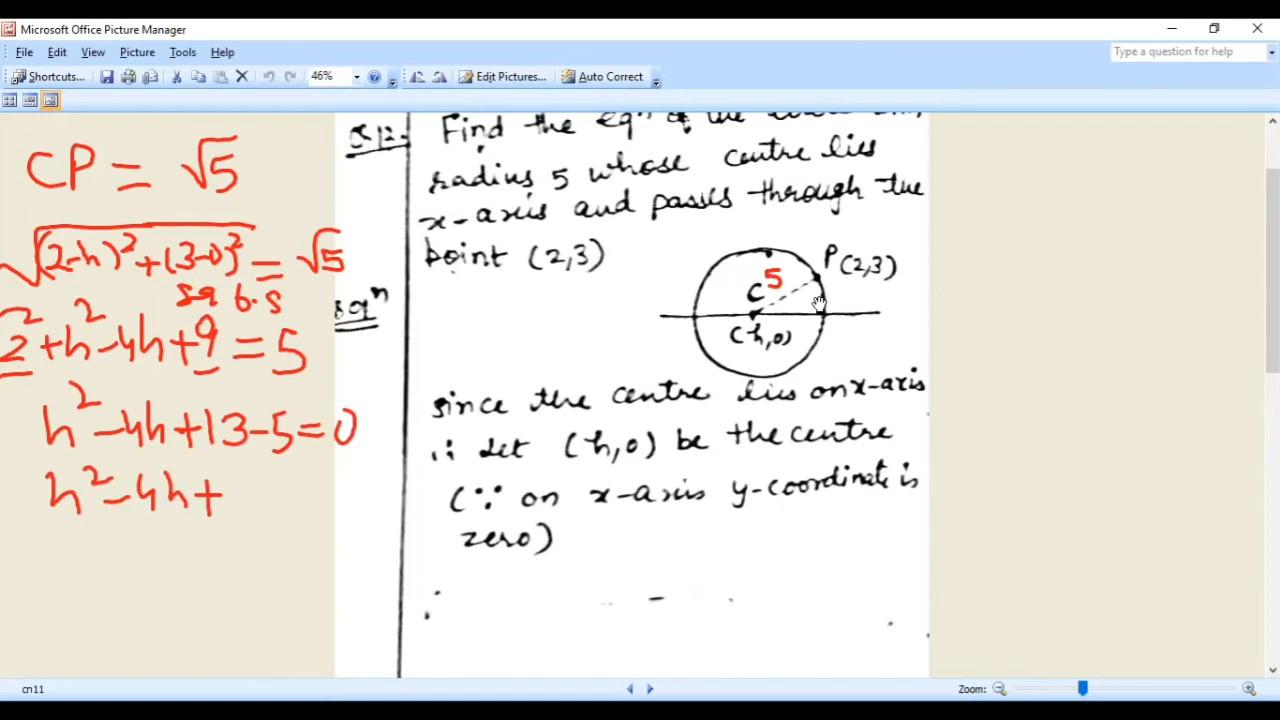 Microsoft Office Picture Manager
File Edit View Picture Tools Help
Type a question for help
Shortcuts... 46% Edit Pictures... Auto Correct
CP = √5
√(2-h)²+(3-0)² = √5
sq b.s
2²+h²-4h+9 = 5
h²-4h+13-5=0
h²-4h+
Q12. Find the eqⁿ of the
radius 5 whose centre lies
x-axis and passes through the
point (2,3)
P(2,3)
C 5
(h,0)
since the centre lies on x-axis
∴ Let (h,0) be the centre
(∵ on x-axis y-coordinate is
zero)
∴
cn11
Zoom: